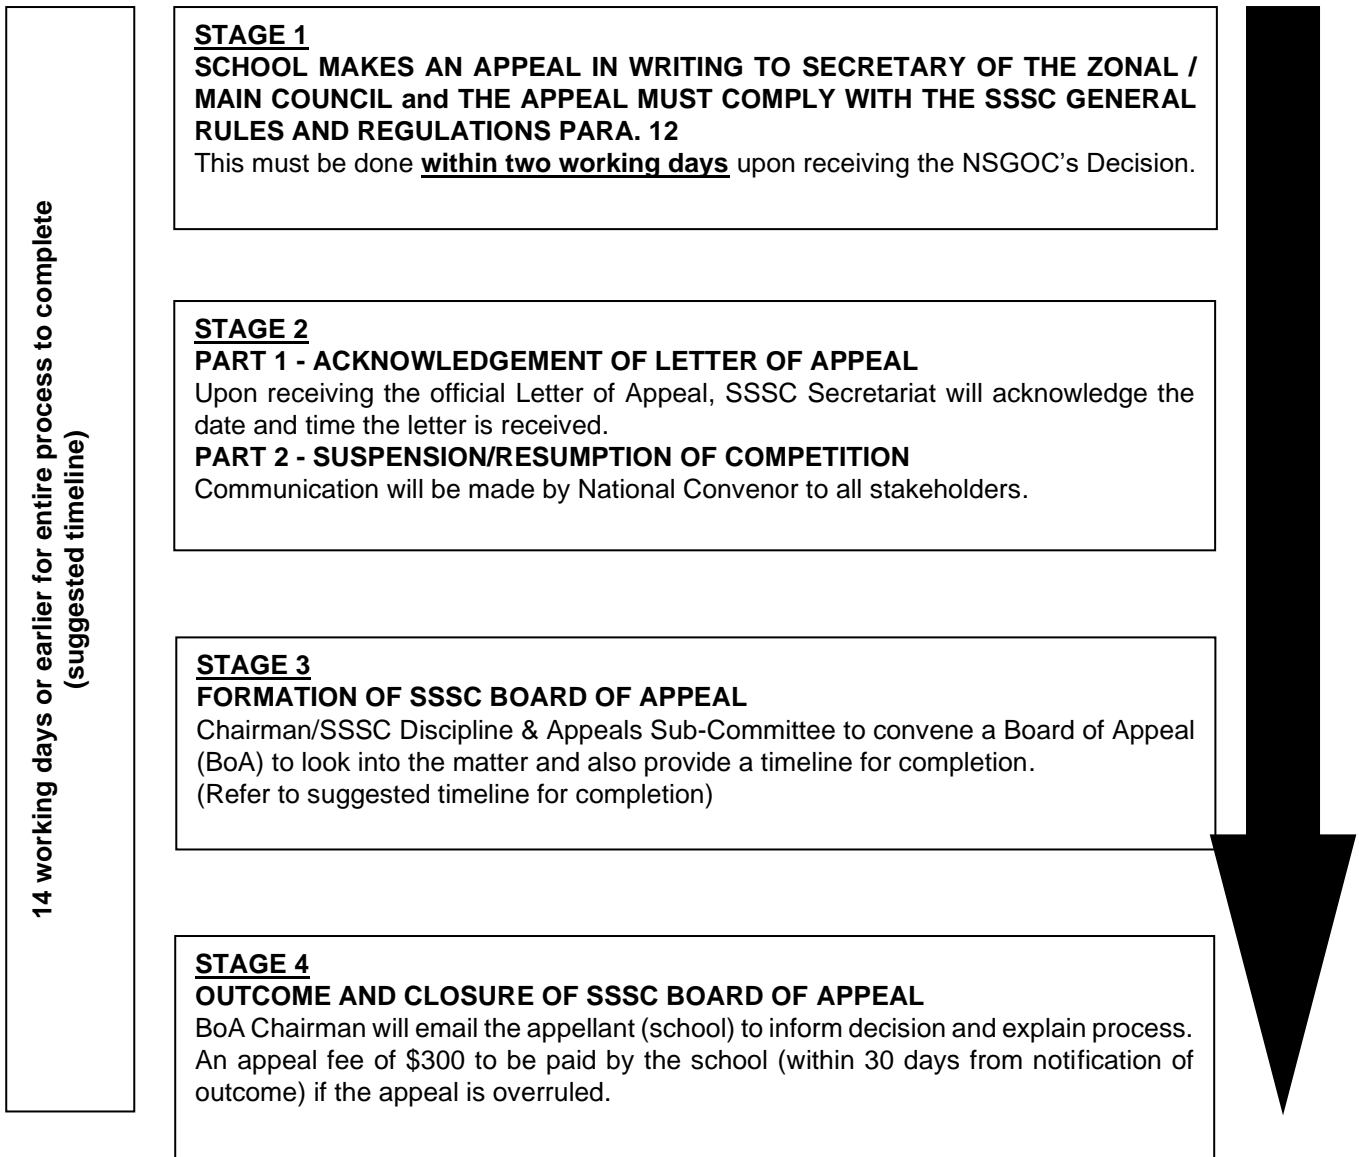 14 working days or earlier for entire process to complete
(suggested timeline)
STAGE 1
SCHOOL MAKES AN APPEAL IN WRITING TO SECRETARY OF THE ZONAL /
MAIN COUNCIL and THE APPEAL MUST COMPLY WITH THE SSSC GENERAL
RULES AND REGULATIONS PARA. 12
This must be done within two working days upon receiving the NSGOC’s Decision.
STAGE 2
PART 1 - ACKNOWLEDGEMENT OF LETTER OF APPEAL
Upon receiving the official Letter of Appeal, SSSC Secretariat will acknowledge the
date and time the letter is received.
PART 2 - SUSPENSION/RESUMPTION OF COMPETITION
Communication will be made by National Convenor to all stakeholders.
STAGE 3
FORMATION OF SSSC BOARD OF APPEAL
Chairman/SSSC Discipline & Appeals Sub-Committee to convene a Board of Appeal
(BoA) to look into the matter and also provide a timeline for completion.
(Refer to suggested timeline for completion)
STAGE 4
OUTCOME AND CLOSURE OF SSSC BOARD OF APPEAL
BoA Chairman will email the appellant (school) to inform decision and explain process.
An appeal fee of $300 to be paid by the school (within 30 days from notification of
outcome) if the appeal is overruled.